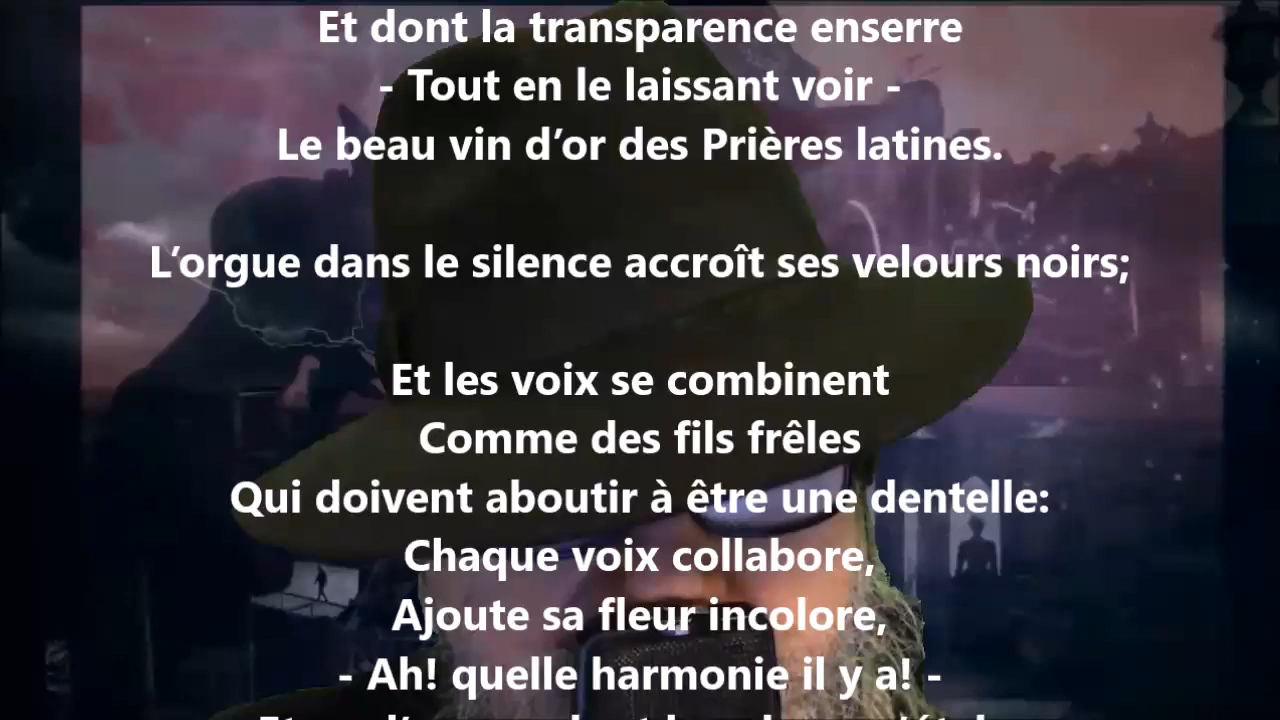 Et dont la transparence enserre
- Tout en le laissant voir -
Le beau vin d’or des Prières latines.
L’orgue dans le silence accroît ses velours noirs;
Et les voix se combinent
Comme des fils frêles
Qui doivent aboutir à être une dentelle:
Chaque voix collabore,
Ajoute sa fleur incolore,
- Ah! quelle harmonie il y a! -